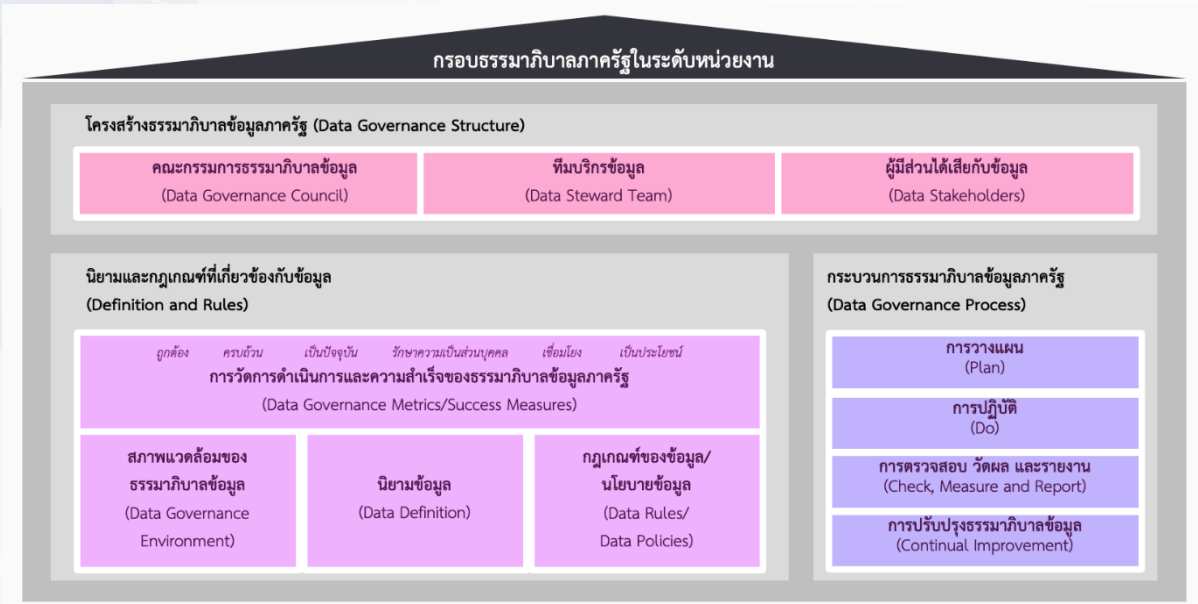 กรอบธรรมาภิบาลภาครัฐในระดับหน่วยงาน
โครงสร้างธรรมาภิบาลข้อมูลภาครัฐ (Data Governance Structure)
คณะกรรมการธรรมาภิบาลข้อมูล
(Data Governance Council)
ทีมบริกรข้อมูล
(Data Steward Team)
ผู้มีส่วนได้เสียกับข้อมูล
(Data Stakeholders)
นิยามและกฎเกณฑ์ที่เกี่ยวข้องกับข้อมูล
(Definition and Rules)
ถูกต้อง ครบถ้วน เป็นปัจจุบัน รักษาความเป็นส่วนบุคคล เชื่อมโยง เป็นประโยชน์
การวัดการดำเนินการและความสำเร็จของธรรมาภิบาลข้อมูลภาครัฐ
(Data Governance Metrics/Success Measures)
สภาพแวดล้อมของ
ธรรมาภิบาลข้อมูล
(Data Governance
Environment)
นิยามข้อมูล
(Data Definition)
กฎเกณฑ์ของข้อมูล/
นโยบายข้อมูล
(Data Rules/
Data Policies)
กระบวนการธรรมาภิบาลข้อมูลภาครัฐ
(Data Governance Process)
การวางแผน
(Plan)
การปฏิบัติ
(Do)
การตรวจสอบ วัดผล และรายงาน
(Check, Measure and Report)
การปรับปรุงธรรมาภิบาลข้อมูล
(Continual Improvement)